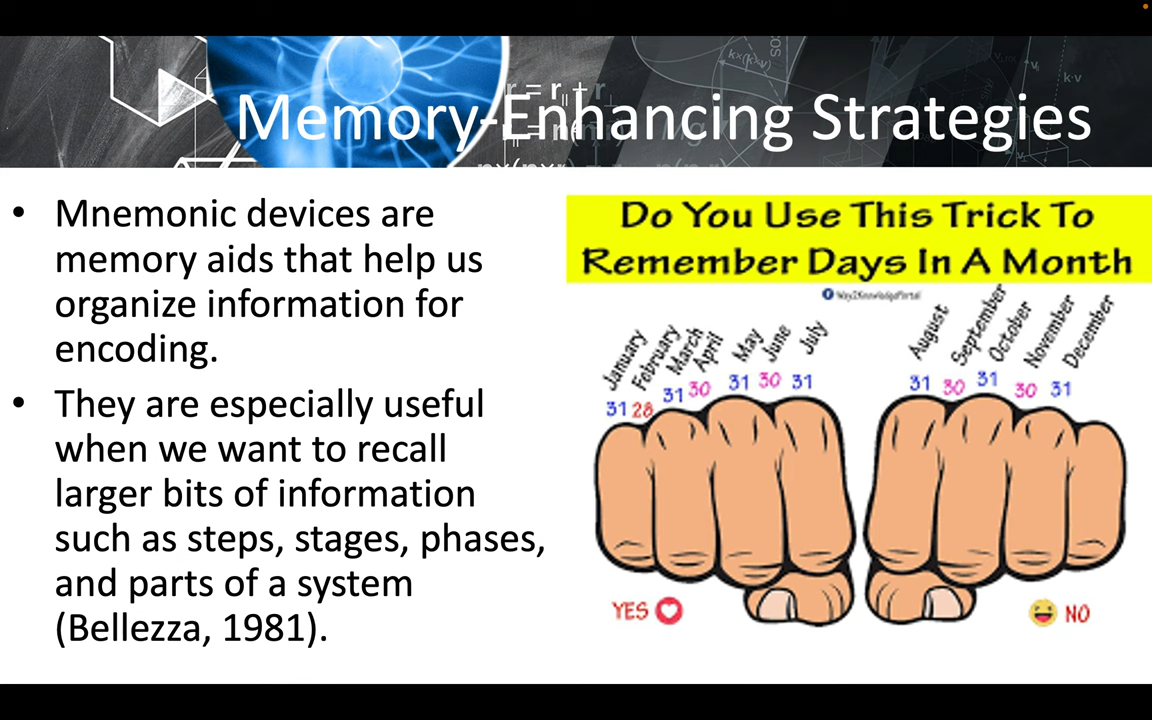 Memory-Enhancing Strategies
• Mnemonic devices are
memory aids that help us
organize information for
encoding.
• They are especially useful
when we want to recall
larger bits of information
such as steps, stages, phases,
and parts of a system
(Bellezza, 1981).
Do You Use This Trick To
Remember Days In A Month
Way2KnowledgePortal
January February March April May June July August September October November December
31 28 31 30 31 30 31 31 30 31 30 31
YES NO